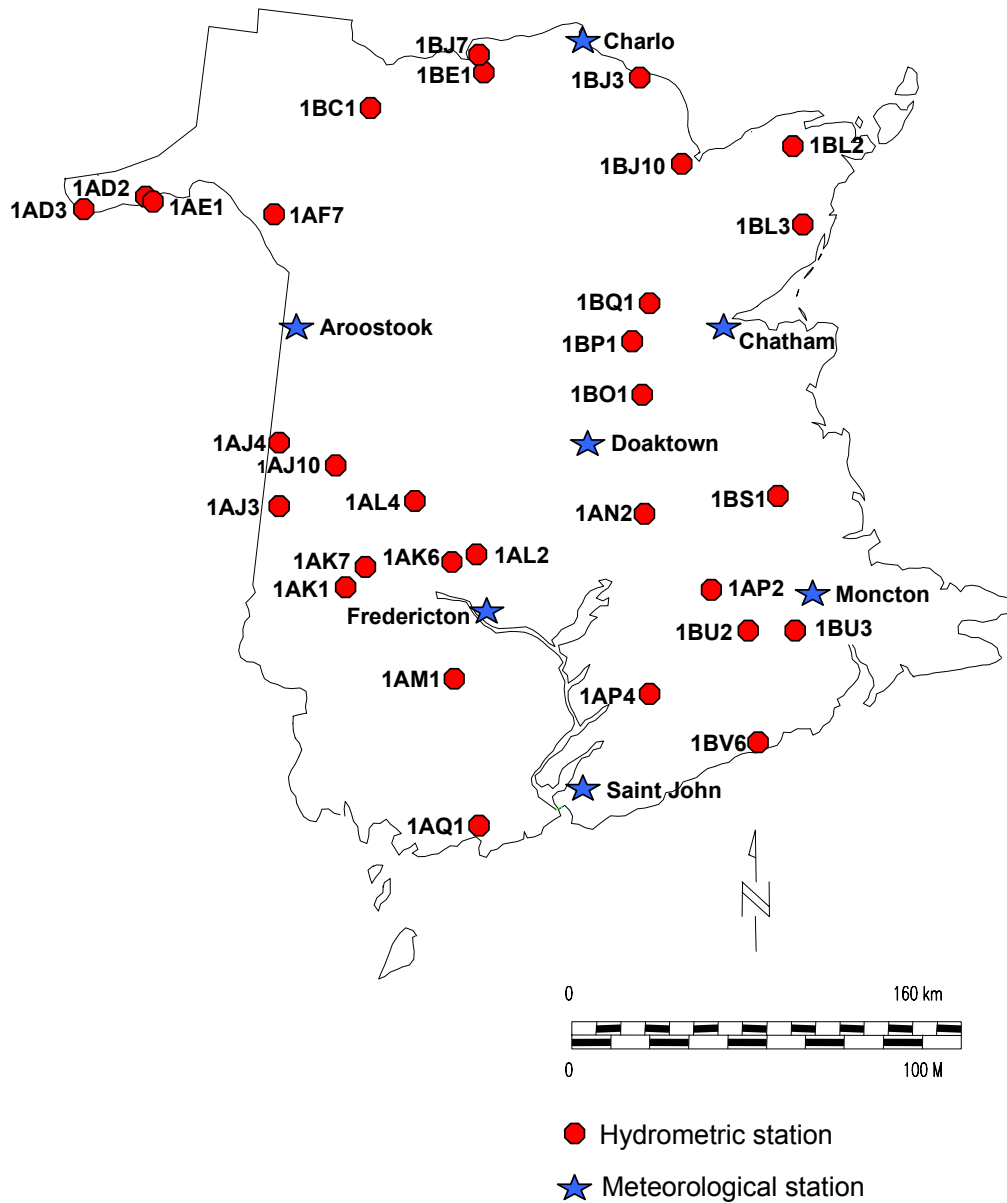 1BJ7
Charlo
1BE1
1BJ3
1BC1
1BL2
1BJ10
1AD2
1AD3
1AE1
1AF7
1BL3
1BQ1
Aroostook
1BP1
Chatham
1BO1
1AJ4
Doaktown
1AJ10
1AL4
1BS1
1AJ3
1AN2
1AK6
1AL2
1AK7
1AK1
1AP2
Moncton
Fredericton
1BU2
1BU3
1AM1
1AP4
1BV6
Saint John
1AQ1
N
0 160 km
0 100 M
Hydrometric station
Meteorological station